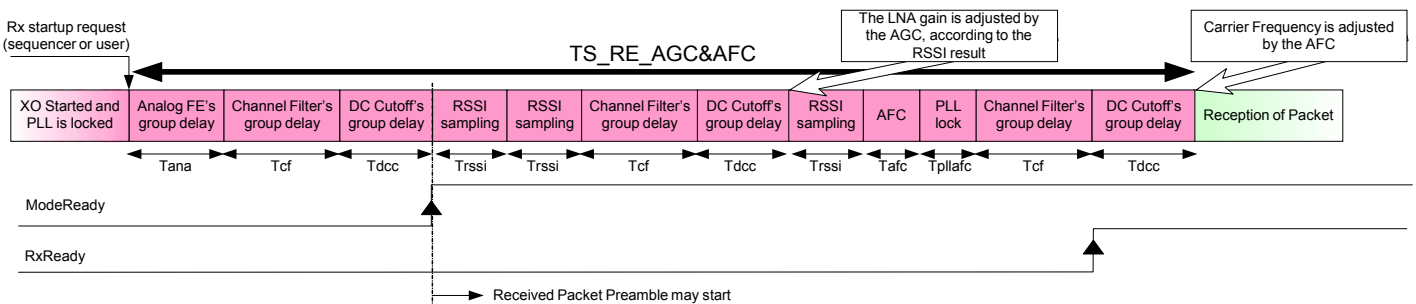 Rx startup request
(sequencer or user)
TS_RE_AGC&AFC
The LNA gain is adjusted by
the AGC, according to the
RSSI result
Carrier Frequency is adjusted
by the AFC
XO Started and
PLL is locked
Analog FE's
group delay
Channel Filter's
group delay
DC Cutoff's
group delay
RSSI
sampling
RSSI
sampling
Channel Filter's
group delay
DC Cutoff's
group delay
RSSI
sampling
AFC
PLL
lock
Channel Filter's
group delay
DC Cutoff's
group delay
Reception of Packet
Tana
Tcf
Tdcc
Trssi
Trssi
Tcf
Tdcc
Trssi
Tafc
Tpllafc
Tcf
Tdcc
ModeReady
RxReady
Received Packet Preamble may start